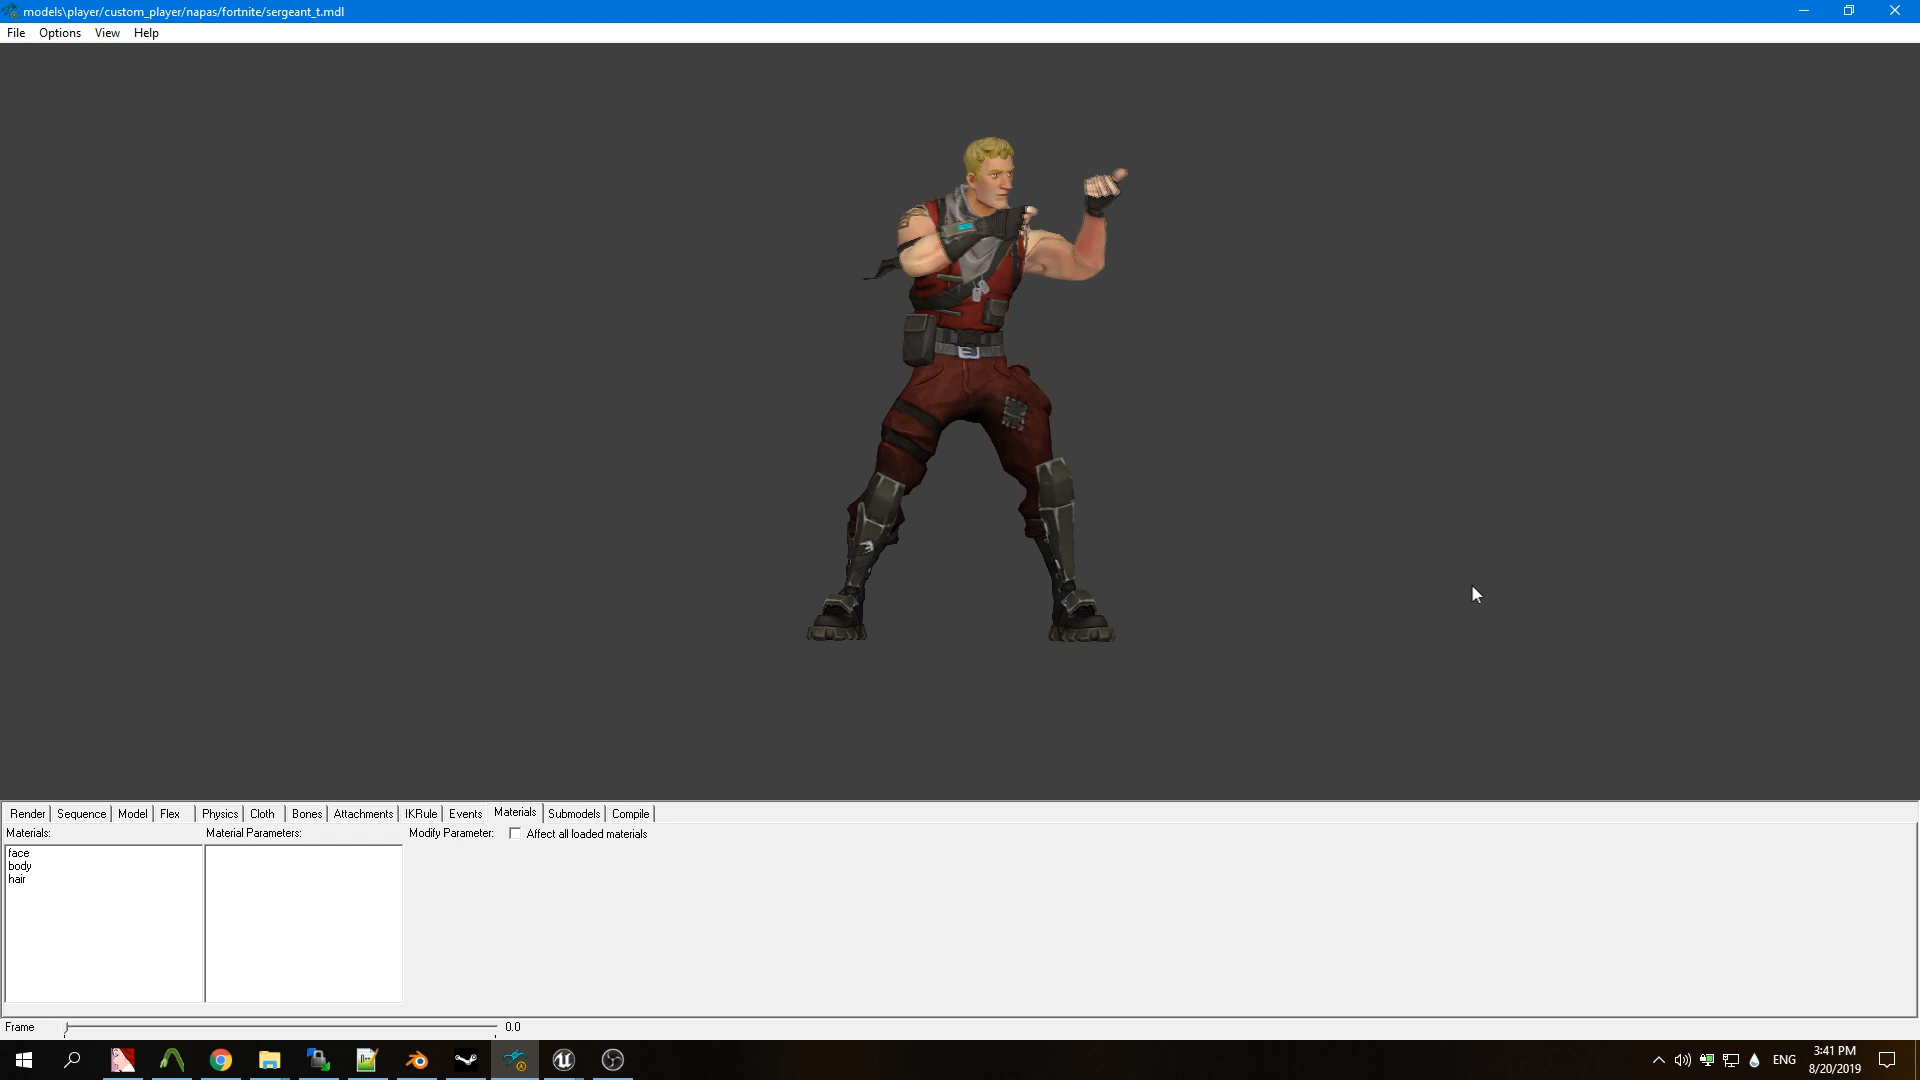 models\player/custom_player/napas/fortnite/sergeant_t.mdl
File Options View Help
Render Sequence Model Flex Physics Cloth Bones Attachments IKRule Events Materials Submodels Compile
Materials: Material Parameters: Modify Parameter: Affect all loaded materials
face
body
hair
Frame 0.0
ENG
3:41 PM
8/20/2019